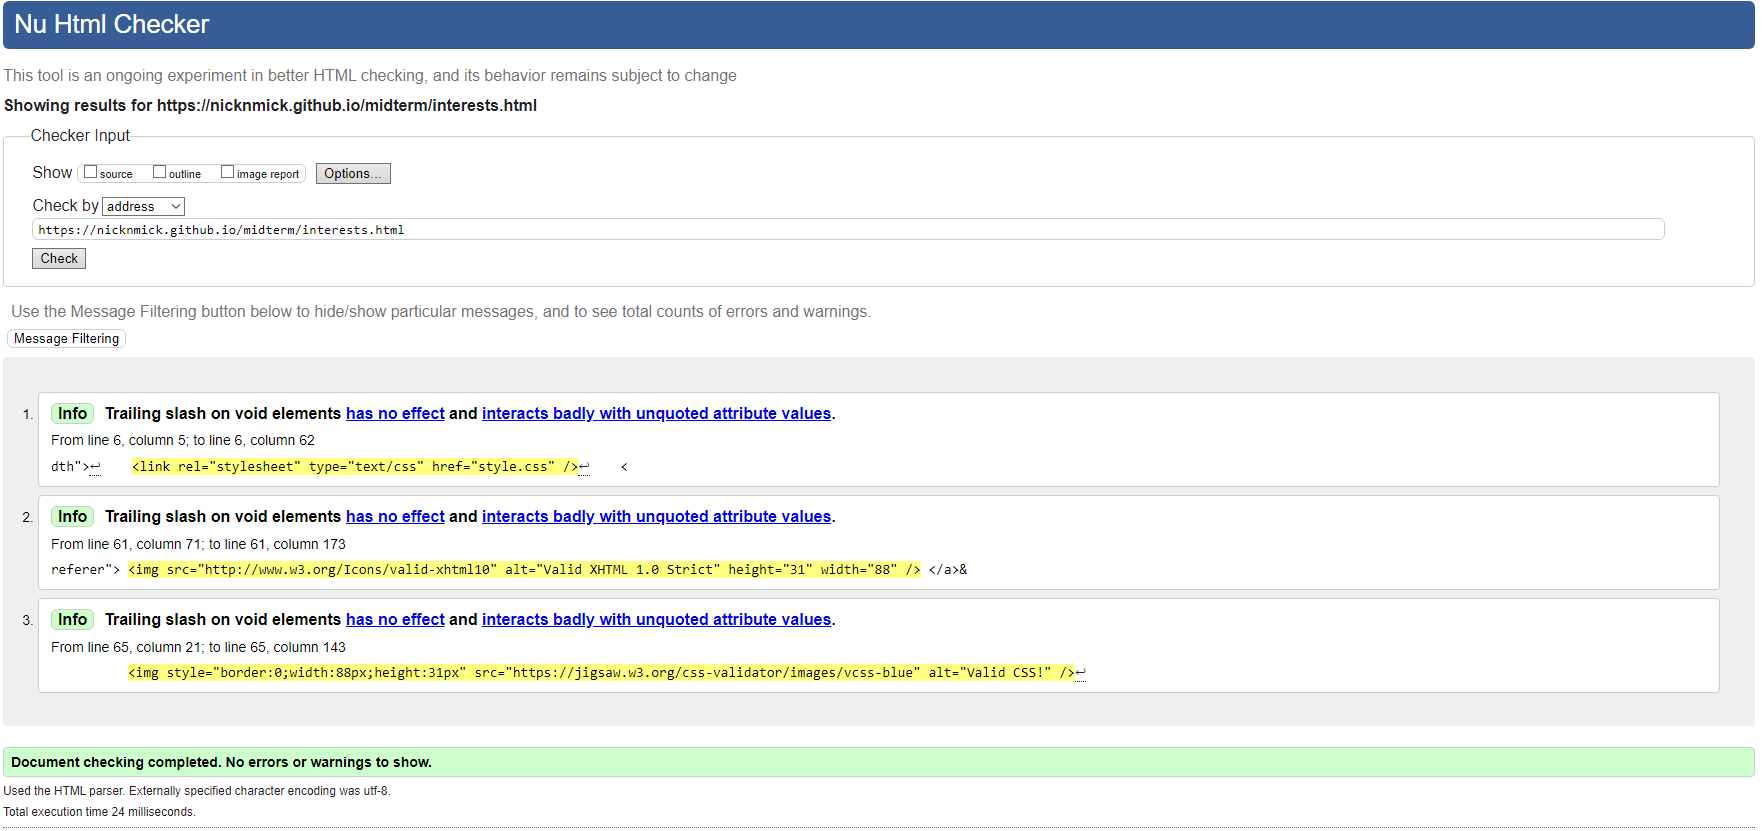 Nu Html Checker
This tool is an ongoing experiment in better HTML checking, and its behavior remains subject to change
Showing results for https://nicknmick.github.io/midterm/interests.html
Checker Input
Show source outline image report Options...
Check by address
https://nicknmick.github.io/midterm/interests.html
Check
Use the Message Filtering button below to hide/show particular messages, and to see total counts of errors and warnings.
Message Filtering
1. Info Trailing slash on void elements has no effect and interacts badly with unquoted attribute values.
From line 6, column 5; to line 6, column 62
dth">↩ <link rel="stylesheet" type="text/css" href="style.css" />↩ <
2. Info Trailing slash on void elements has no effect and interacts badly with unquoted attribute values.
From line 61, column 71; to line 61, column 173
referer"> <img src="http://www.w3.org/Icons/valid-xhtml10" alt="Valid XHTML 1.0 Strict" height="31" width="88" /> </a>&
3. Info Trailing slash on void elements has no effect and interacts badly with unquoted attribute values.
From line 65, column 21; to line 65, column 143
<img style="border:0;width:88px;height:31px" src="https://jigsaw.w3.org/css-validator/images/vcss-blue" alt="Valid CSS!" />↩
Document checking completed. No errors or warnings to show.
Used the HTML parser. Externally specified character encoding was utf-8.
Total execution time 24 milliseconds.